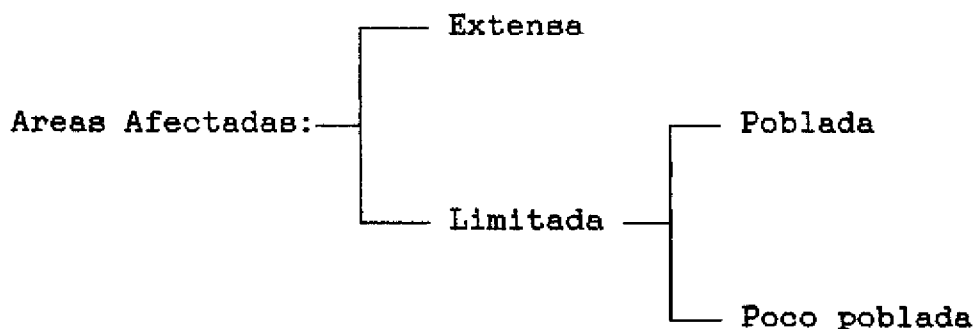 Extensa
Areas Afectadas:
Poblada
Limitada
Poco poblada